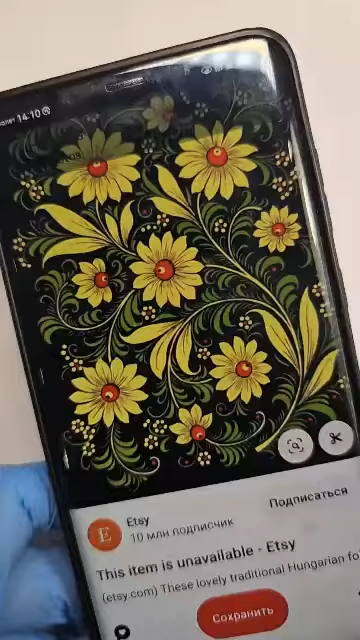 14:10
Etsy
10 млн подписчик
Подписаться
This item is unavailable - Etsy
(etsy.com) These lovely traditional Hungarian fo
Сохранить